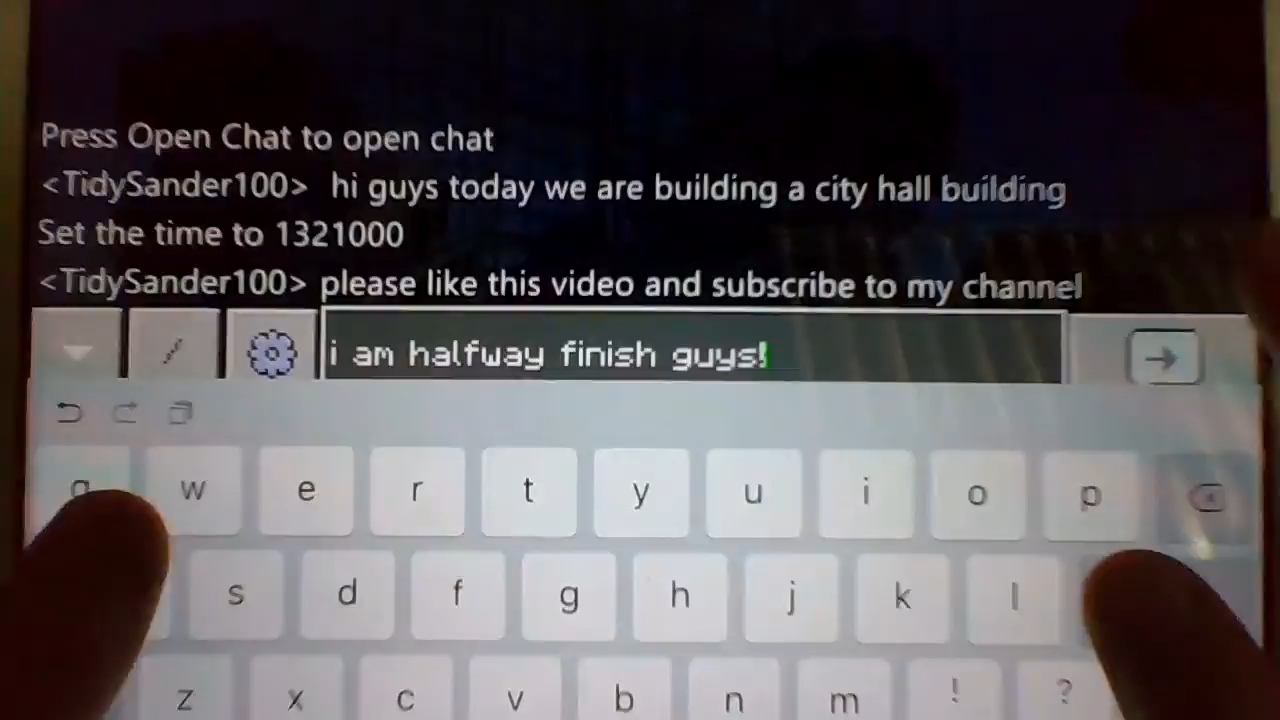 Press Open Chat to open chat
<TidySander100> hi guys today we are building a city hall building
Set the time to 1321000
<TidySander100> please like this video and subscribe to my channel
i am halfway finish guys!
w e r t y u i o p
s d f g h j k l
z x c v b n m ! ?